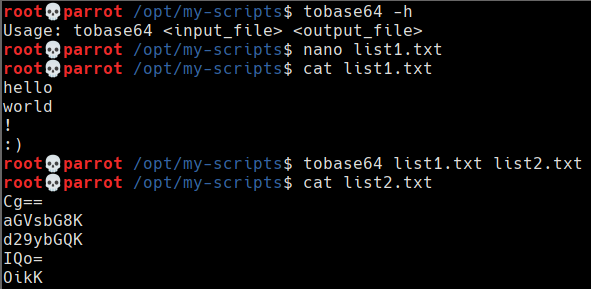 root💀parrot /opt/my-scripts$ tobase64 -h
Usage: tobase64 <input_file> <output_file>
root💀parrot /opt/my-scripts$ nano list1.txt
root💀parrot /opt/my-scripts$ cat list1.txt
hello
world
!
:)
root💀parrot /opt/my-scripts$ tobase64 list1.txt list2.txt
root💀parrot /opt/my-scripts$ cat list2.txt
Cg==
aGVsbG8K
d29ybGQK
IQo=
OikK